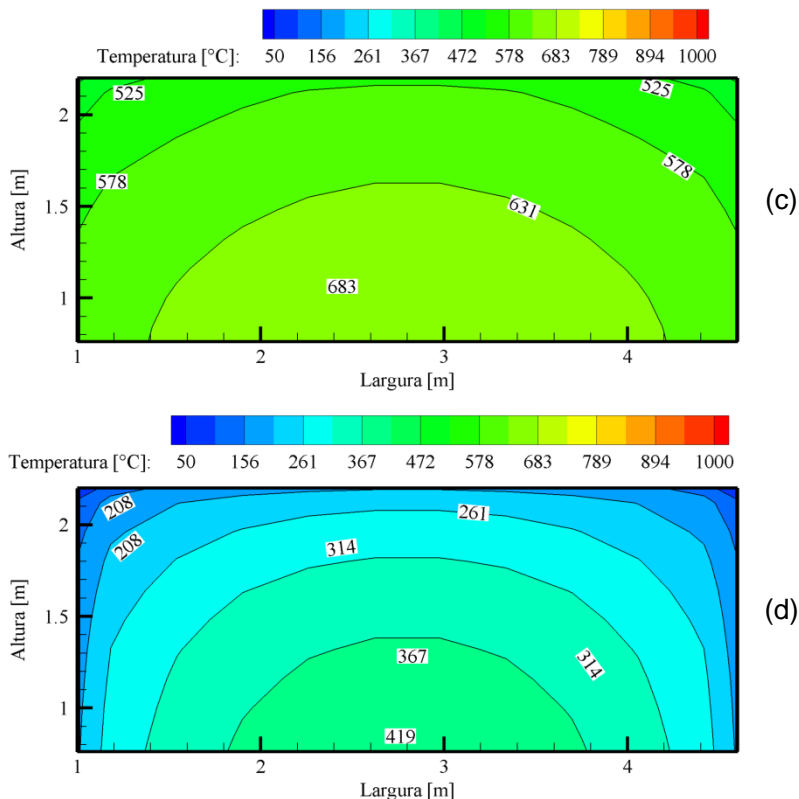 Temperatura [°C]: 50 156 261 367 472 578 683 789 894 1000
525 525
2
578 578
(c)
1.5
631
Altura [m]
1
683
1 2 3 4
Largura [m]
Temperatura [°C]: 50 156 261 367 472 578 683 789 894 1000
208 261
2
208 314
(d)
1.5
367 314
Altura [m]
1
419
1 2 3 4
Largura [m]